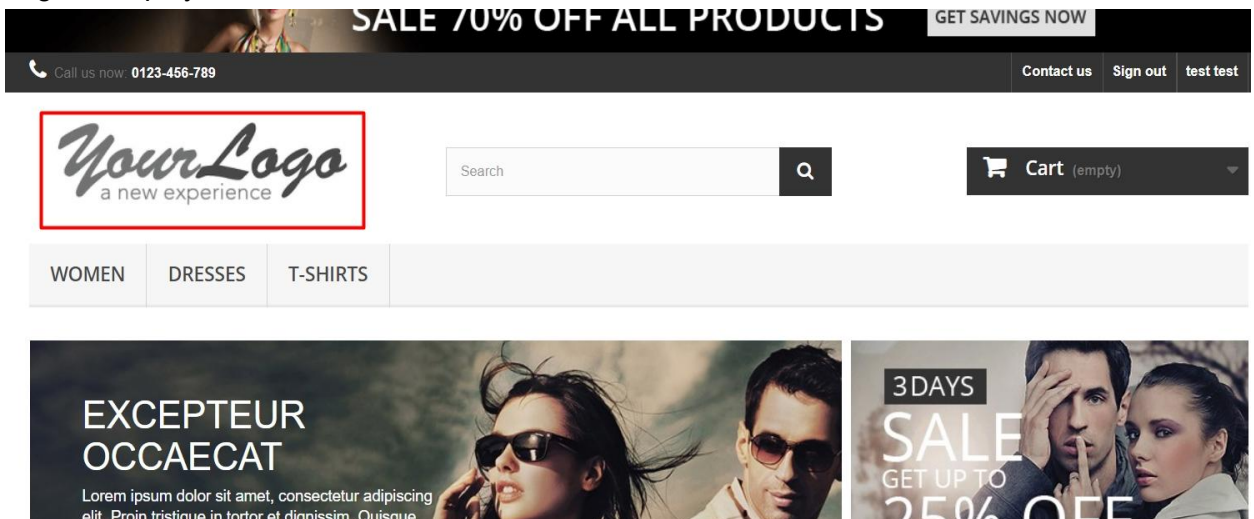 SALE 70% OFF ALL PRODUCTS GET SAVINGS NOW
Call us now: 0123-456-789 Contact us Sign out test test
YourLogo
a new experience
Search
Cart (empty)
WOMEN DRESSES T-SHIRTS
EXCEPTEUR
OCCAECAT
Lorem ipsum dolor sit amet, consectetur adipiscing
elit. Proin tristique in tortor et dignissim. Quisque
3 DAYS
SALE
GET UP TO
25% OFF